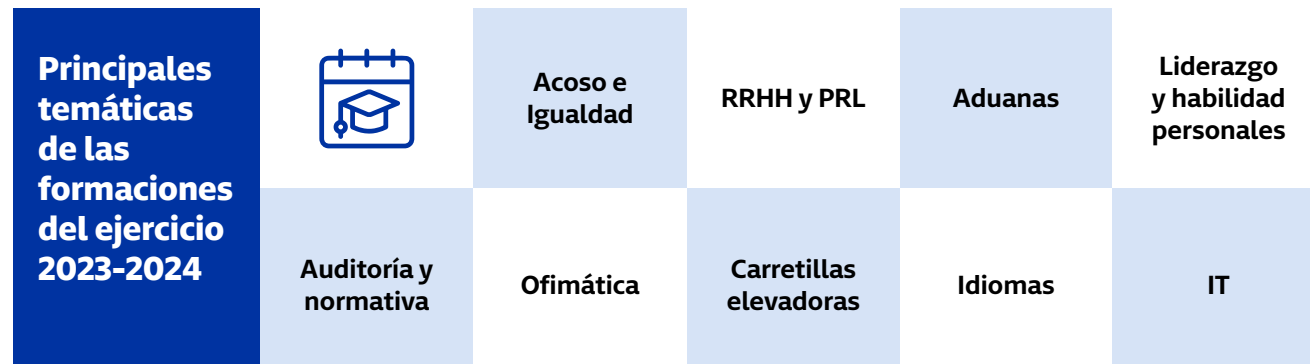 Principales
temáticas
de las
formaciones
del ejercicio
2023-2024
Acoso e
Igualdad
RRHH y PRL
Aduanas
Liderazgo
y habilidad
personales
Auditoría y
normativa
Ofimática
Carretillas
elevadoras
Idiomas
IT